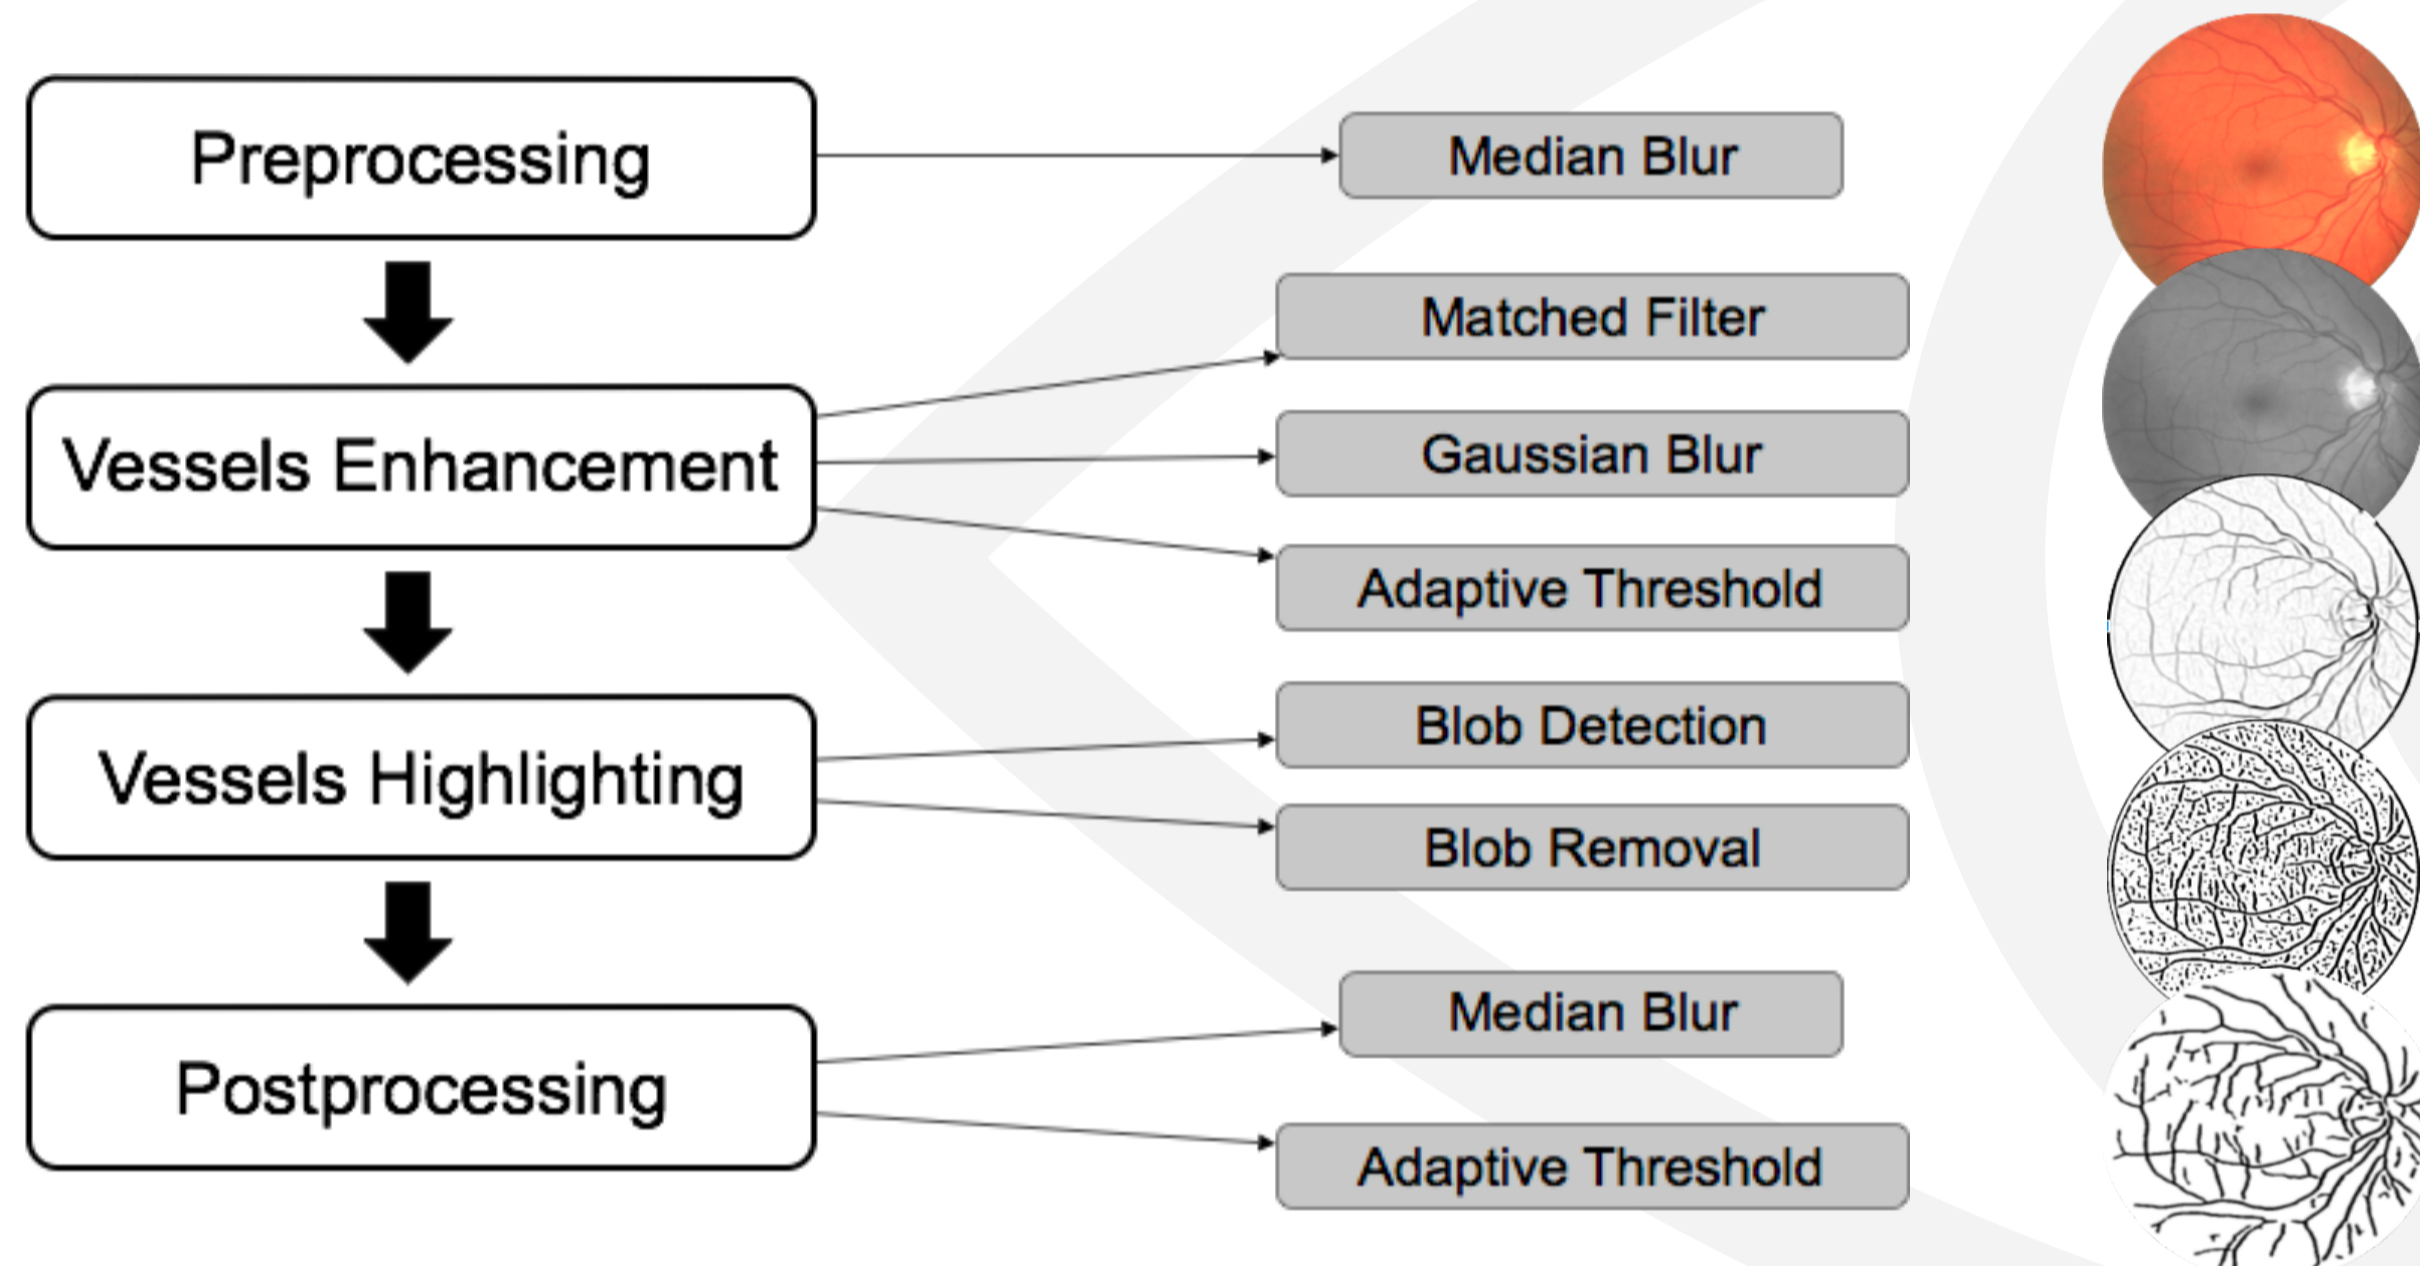 Preprocessing
Median Blur
Vessels Enhancement
Matched Filter
Gaussian Blur
Adaptive Threshold
Vessels Highlighting
Blob Detection
Blob Removal
Postprocessing
Median Blur
Adaptive Threshold